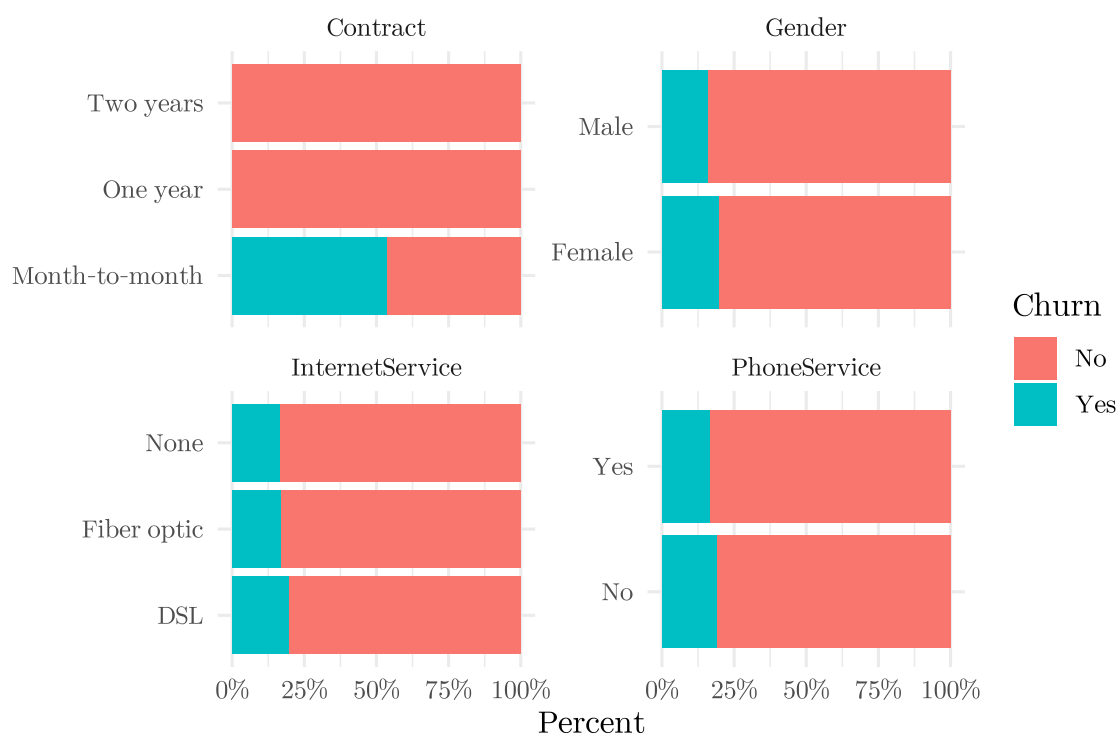 Contract
Two years
One year
Month-to-month
Gender
Male
Female
InternetService
None
Fiber optic
DSL
0% 25% 50% 75% 100%
PhoneService
Yes
No
0% 25% 50% 75% 100%
Percent
Churn
No
Yes